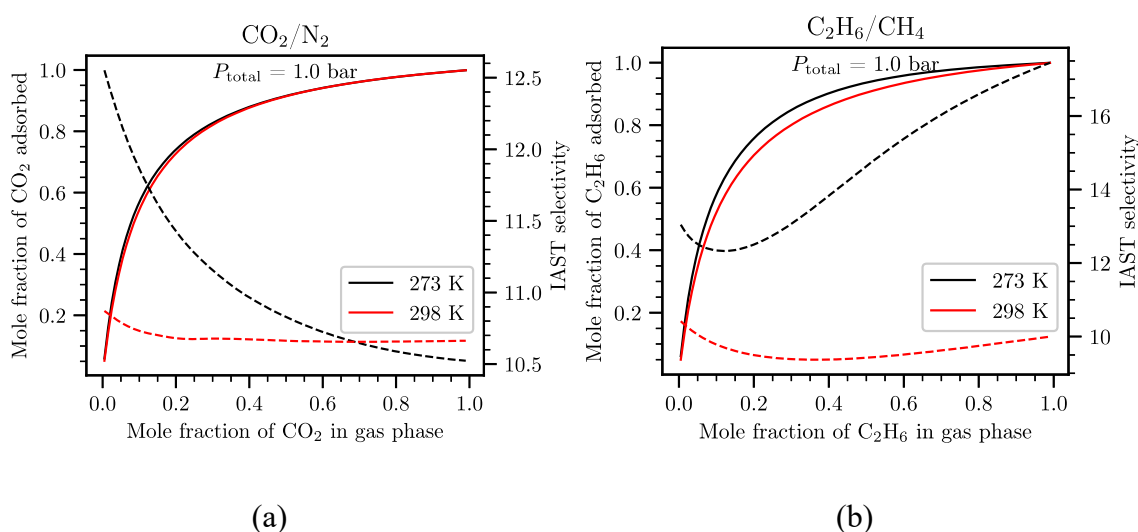 CO₂/N₂
P_total = 1.0 bar
Mole fraction of CO₂ adsorbed
1.0
0.8
0.6
0.4
0.2
12.5
12.0
11.5
11.0
10.5
IAST selectivity
273 K
298 K
0.0 0.2 0.4 0.6 0.8 1.0
Mole fraction of CO₂ in gas phase
(a)
C₂H₆/CH₄
P_total = 1.0 bar
Mole fraction of C₂H₆ adsorbed
1.0
0.8
0.6
0.4
0.2
16
14
12
10
IAST selectivity
273 K
298 K
0.0 0.2 0.4 0.6 0.8 1.0
Mole fraction of C₂H₆ in gas phase
(b)